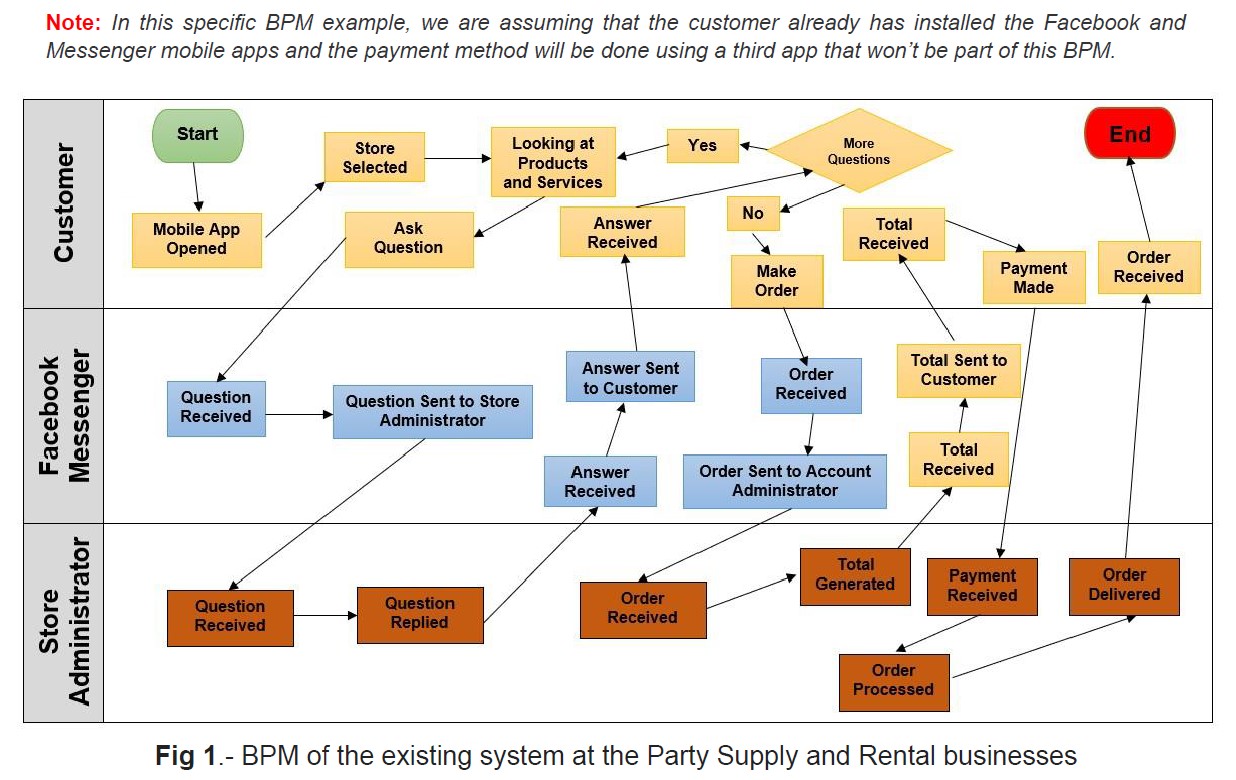 Note: In this specific BPM example, we are assuming that the customer already has installed the Facebook and
Messenger mobile apps and the payment method will be done using a third app that won't be part of this BPM.
Customer
Start
Mobile App
Opened
Store
Selected
Looking at
Products
and Services
Yes
More
Questions
End
Ask
Question
Answer
Received
No
Make
Order
Total
Received
Payment
Made
Order
Received
Facebook
Messenger
Question
Received
Question Sent to Store
Administrator
Answer Sent
to Customer
Answer
Received
Order
Received
Order Sent to Account
Administrator
Total Sent to
Customer
Total
Received
Store
Administrator
Question
Received
Question
Replied
Order
Received
Total
Generated
Payment
Received
Order
Delivered
Order
Processed
Fig 1.- BPM of the existing system at the Party Supply and Rental businesses